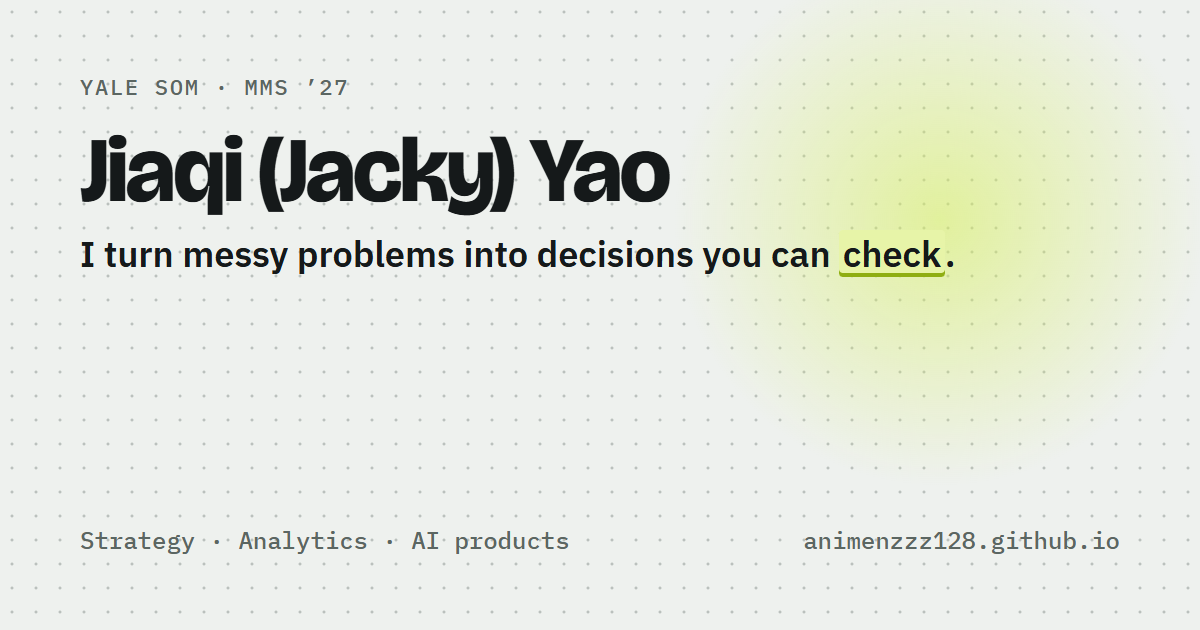 YALE SOM · MMS ’27
Jiaqi (Jacky) Yao
I turn messy problems into decisions you can check.
Strategy · Analytics · AI products
animenzzz128.github.io